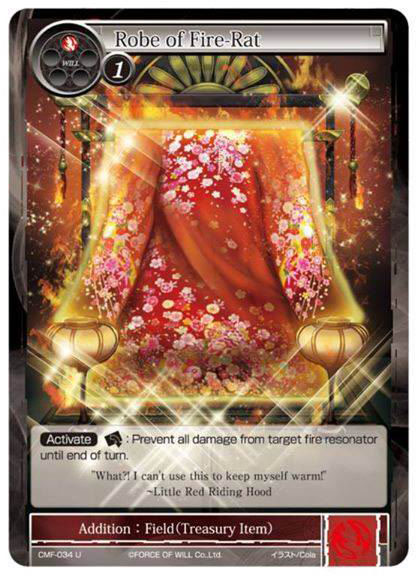 Robe of Fire-Rat
WILL
1
Activate : Prevent all damage from target fire resonator
until end of turn.
"What?! I can't use this to keep myself warm!"
~Little Red Riding Hood
Addition : Field(Treasury Item)
CMF-034 U ©FORCE OF WILL Co.,Ltd. イラスト/Cola